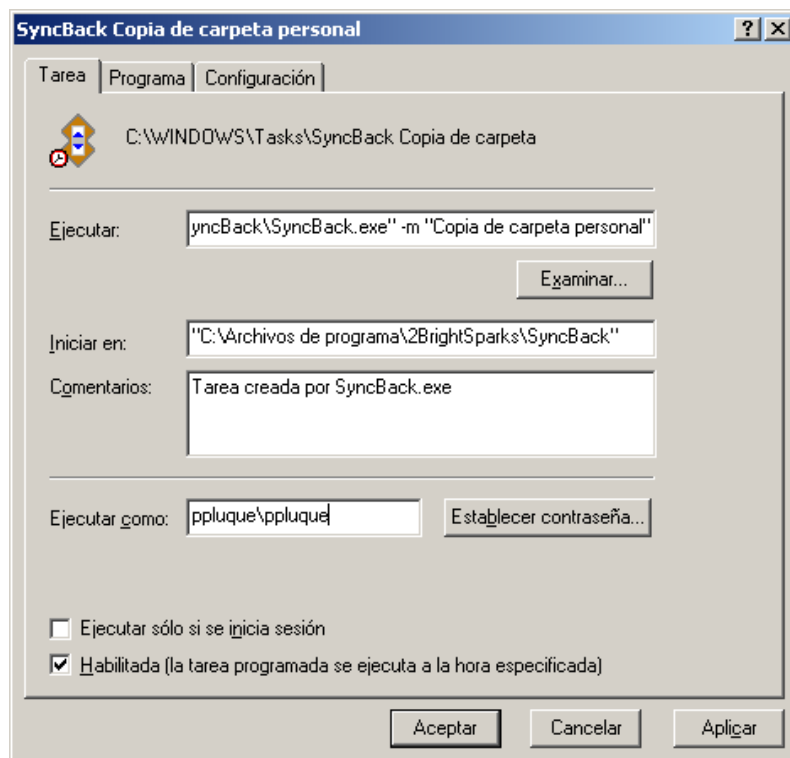 SyncBack Copia de carpeta personal
Tarea Programa Configuración
C:\WINDOWS\Tasks\SyncBack Copia de carpeta
Ejecutar: yncBack\SyncBack.exe" -m "Copia de carpeta personal"
Examinar...
Iniciar en: "C:\Archivos de programa\2BrightSparks\SyncBack"
Comentarios: Tarea creada por SyncBack.exe
Ejecutar como: ppluque\ppluque Establecer contraseña...
Ejecutar sólo si se inicia sesión
Habilitada (la tarea programada se ejecuta a la hora especificada)
Aceptar Cancelar Aplicar